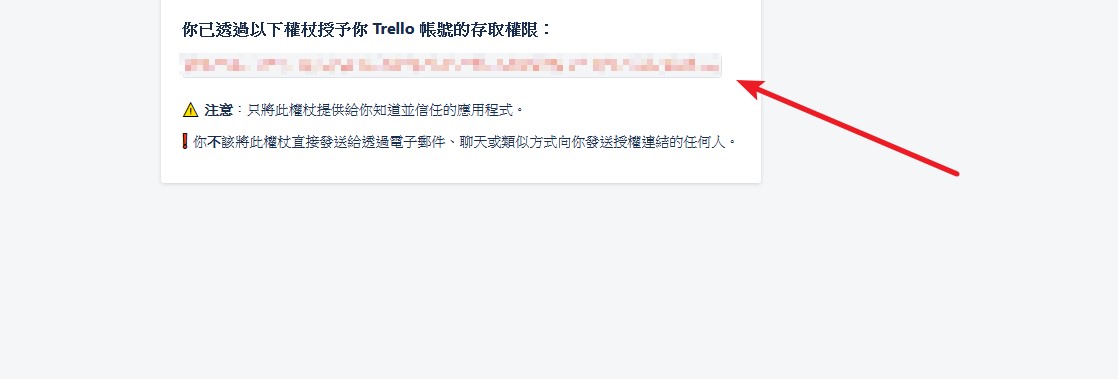 你已透過以下權杖授予你 Trello 帳號的存取權限：
⚠ 注意：只將此權杖提供給你知道並信任的應用程式。
❗ 你不該將此權杖直接發送給透過電子郵件、聊天或類似方式向你發送授權連結的任何人。